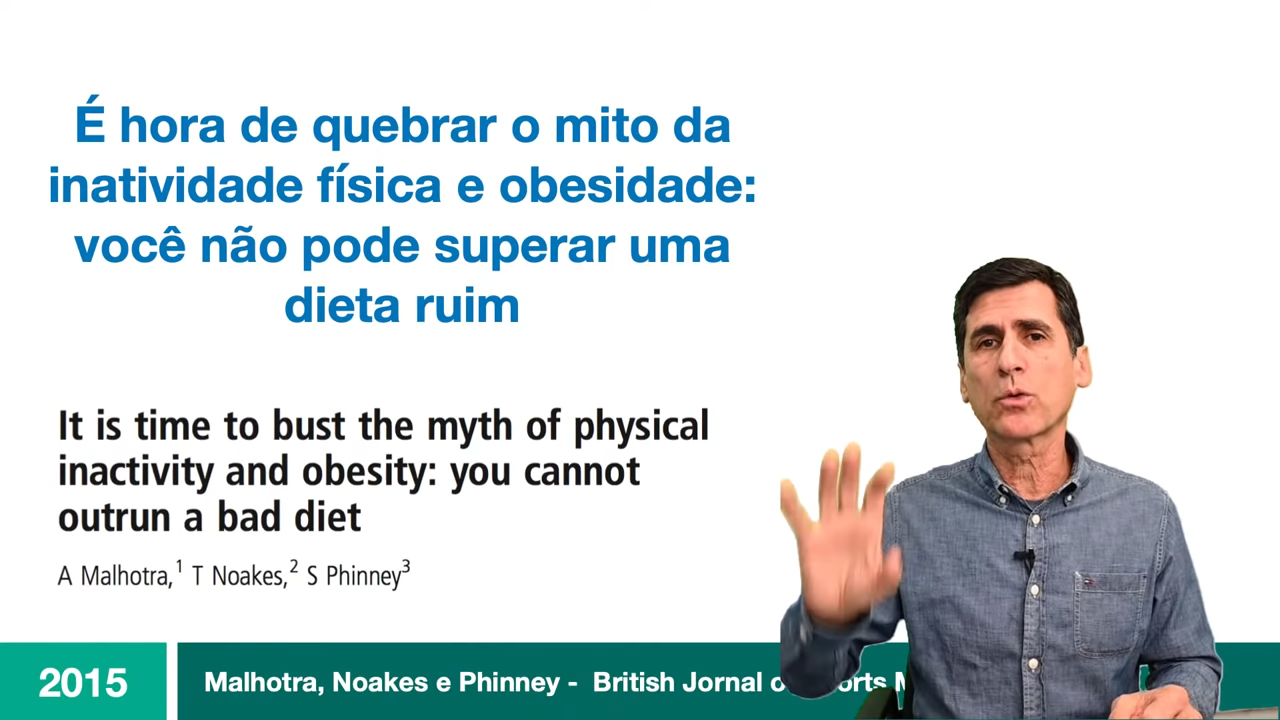 É hora de quebrar o mito da
inatividade física e obesidade:
você não pode superar uma
dieta ruim
It is time to bust the myth of physical
inactivity and obesity: you cannot
outrun a bad diet
A Malhotra,1 T Noakes,2 S Phinney3
2015
Malhotra, Noakes e Phinney - British Jornal